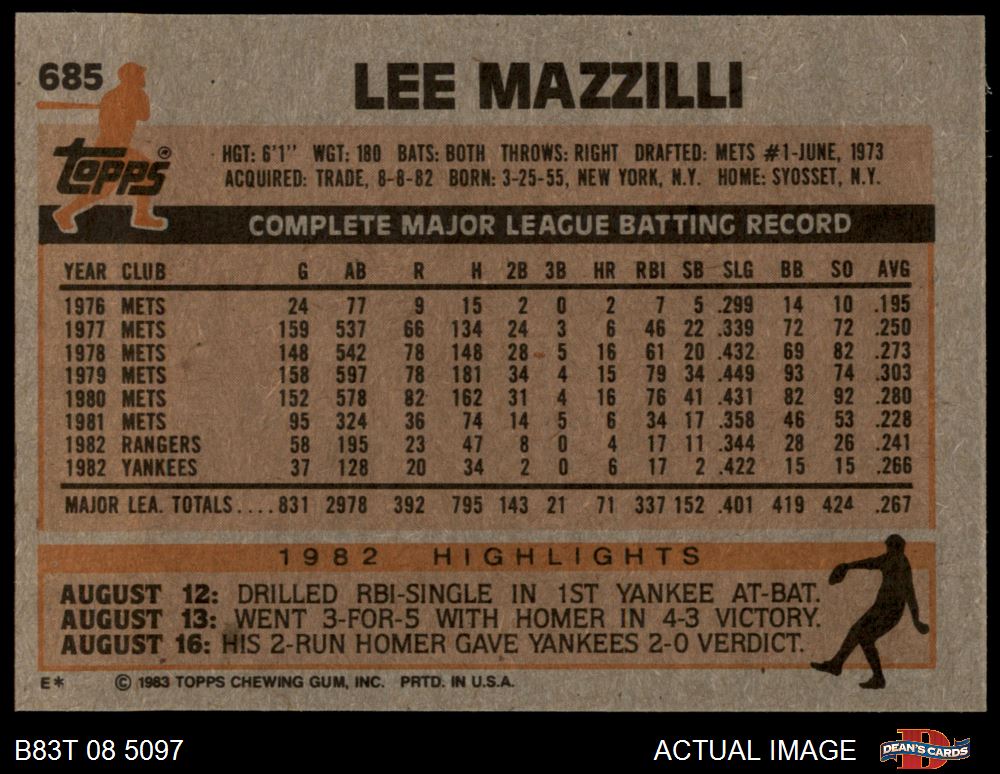 685
LEE MAZZILLI
topps®
HGT: 6'1" WGT: 180 BATS: BOTH THROWS: RIGHT DRAFTED: METS #1-JUNE, 1973
ACQUIRED: TRADE, 8-8-82 BORN: 3-25-55, NEW YORK, N.Y. HOME: SYOSSET, N.Y.
COMPLETE MAJOR LEAGUE BATTING RECORD
YEAR CLUB G AB R H 2B 3B HR RBI SB SLG BB SO AVG
1976 METS 24 77 9 15 2 0 2 7 5 .299 14 10 .195
1977 METS 159 537 66 134 24 3 6 46 22 .339 72 72 .250
1978 METS 148 542 78 148 28 5 16 61 20 .432 69 82 .273
1979 METS 158 597 78 181 34 4 15 79 34 .449 93 74 .303
1980 METS 152 578 82 162 31 4 16 76 41 .431 82 92 .280
1981 METS 95 324 36 74 14 5 6 34 17 .358 46 53 .228
1982 RANGERS 58 195 23 47 8 0 4 17 11 .344 28 26 .241
1982 YANKEES 37 128 20 34 2 0 6 17 2 .422 15 15 .266
MAJOR LEA. TOTALS....831 2978 392 795 143 21 71 337 152 .401 419 424 .267
1982 HIGHLIGHTS
AUGUST 12: DRILLED RBI-SINGLE IN 1ST YANKEE AT-BAT.
AUGUST 13: WENT 3-FOR-5 WITH HOMER IN 4-3 VICTORY.
AUGUST 16: HIS 2-RUN HOMER GAVE YANKEES 2-0 VERDICT.
E* © 1983 TOPPS CHEWING GUM, INC. PRTD. IN U.S.A.
B83T 08 5097 ACTUAL IMAGE DEAN'S CARDS